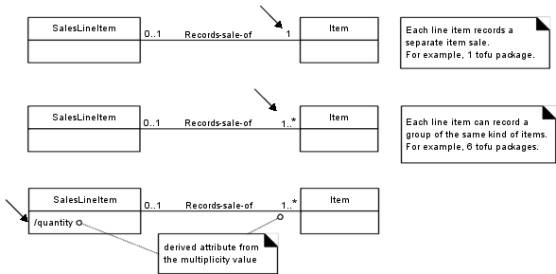 SalesLineItem
0..1 Records-sale-of 1
Item
Each line item records a
separate item sale.
For example, 1 tofu package.
SalesLineItem
0..1 Records-sale-of 1..*
Item
Each line item can record a
group of the same kind of items.
For example, 6 tofu packages.
SalesLineItem
0..1 Records-sale-of 1..*
Item
/quantity
derived attribute from
the multiplicity value